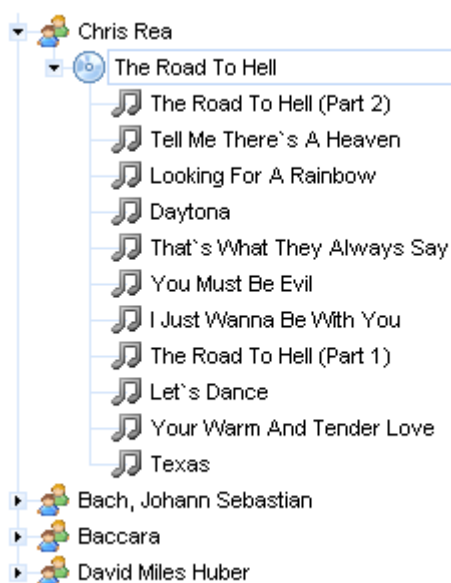 Chris Rea
The Road To Hell
The Road To Hell (Part 2)
Tell Me There`s A Heaven
Looking For A Rainbow
Daytona
That`s What They Always Say
You Must Be Evil
I Just Wanna Be With You
The Road To Hell (Part 1)
Let`s Dance
Your Warm And Tender Love
Texas
Bach, Johann Sebastian
Baccara
David Miles Huber